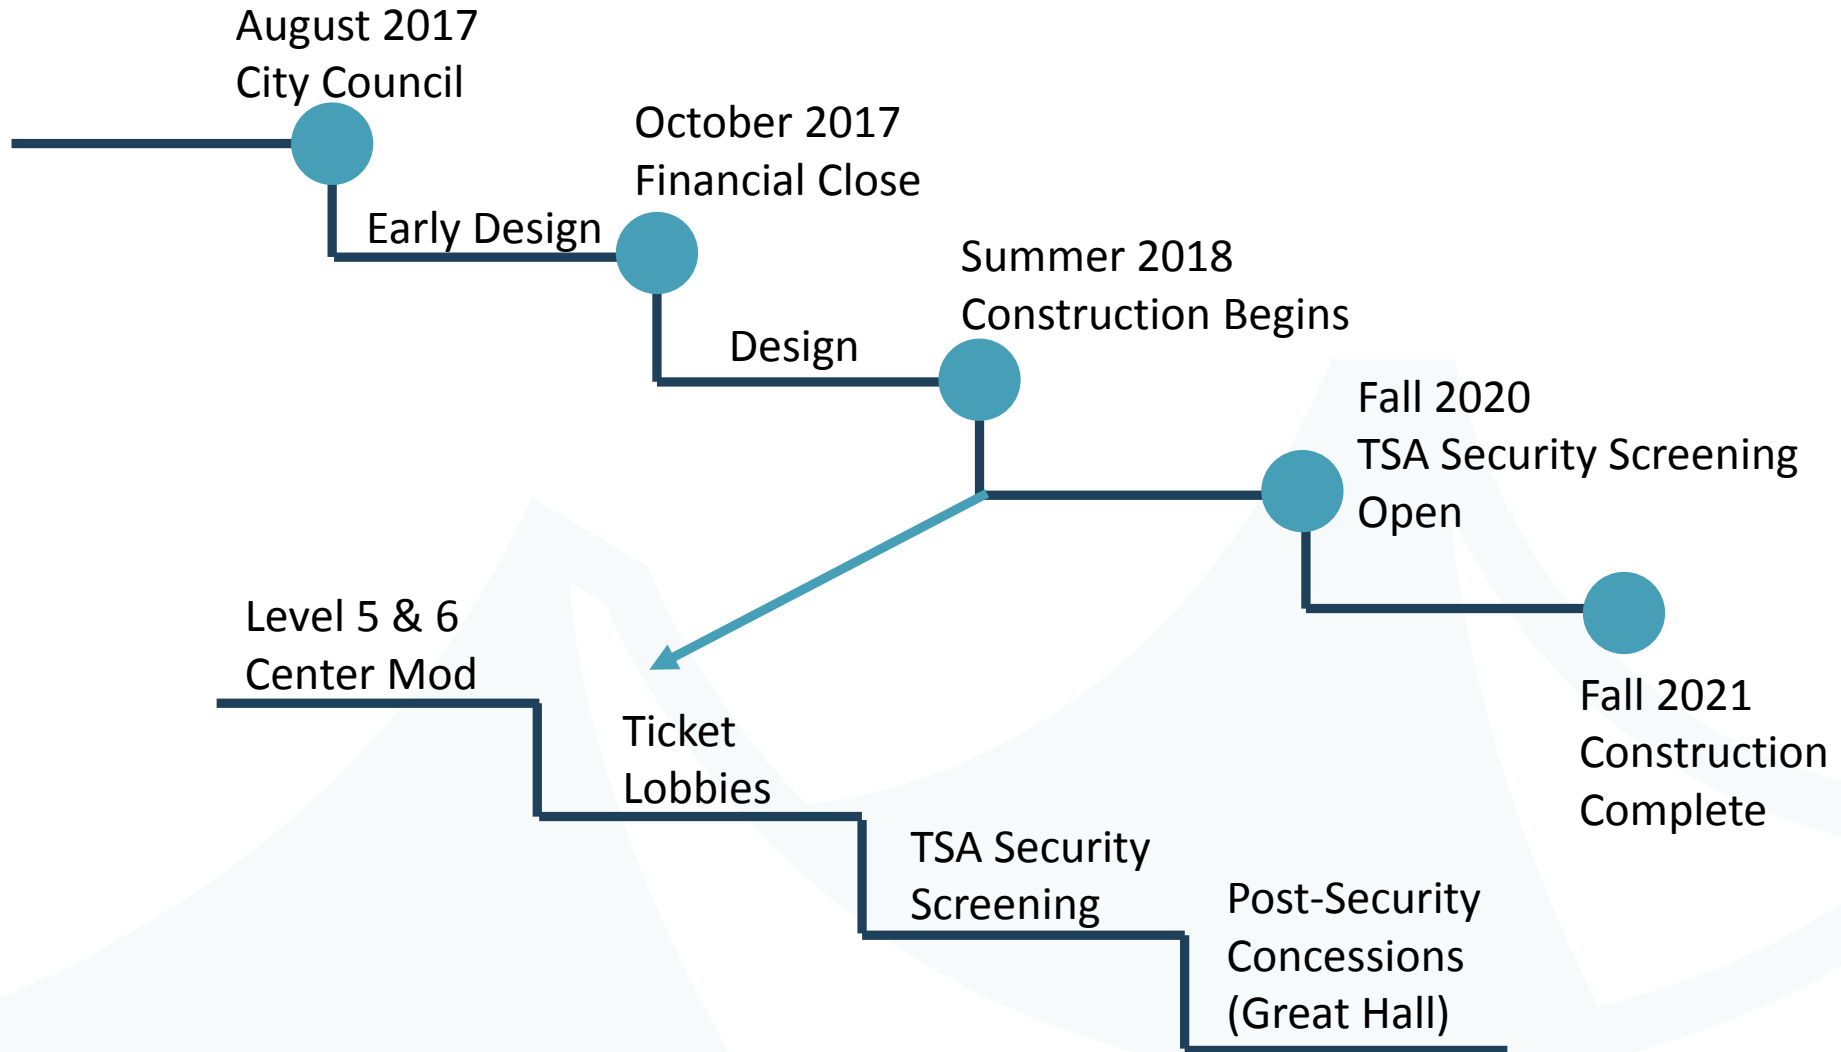 August 2017
City Council
Early Design
October 2017
Financial Close
Design
Summer 2018
Construction Begins
Fall 2020
TSA Security Screening
Open
Fall 2021
Construction
Complete
Level 5 & 6
Center Mod
Ticket
Lobbies
TSA Security
Screening
Post-Security
Concessions
(Great Hall)